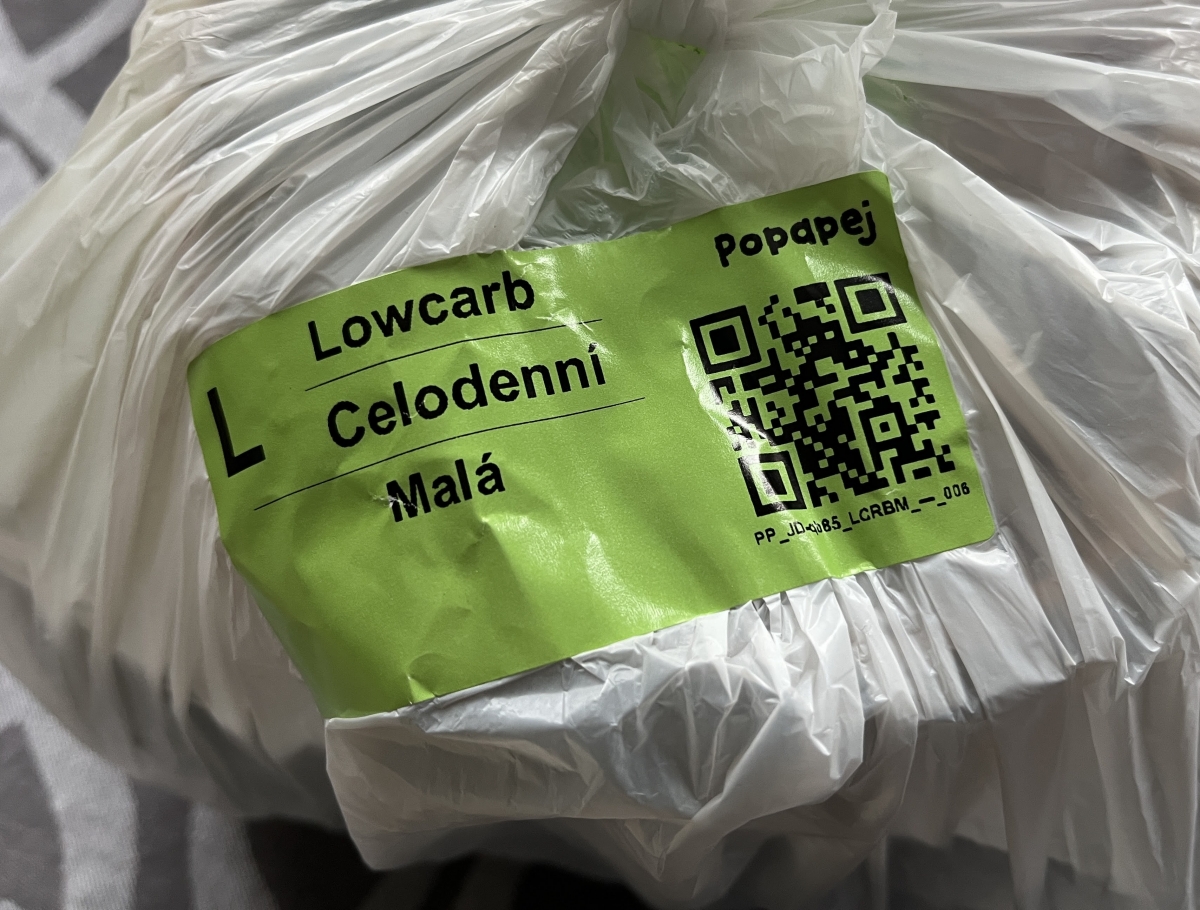 Popapej
Lowcarb
L
Celodenní
Malá